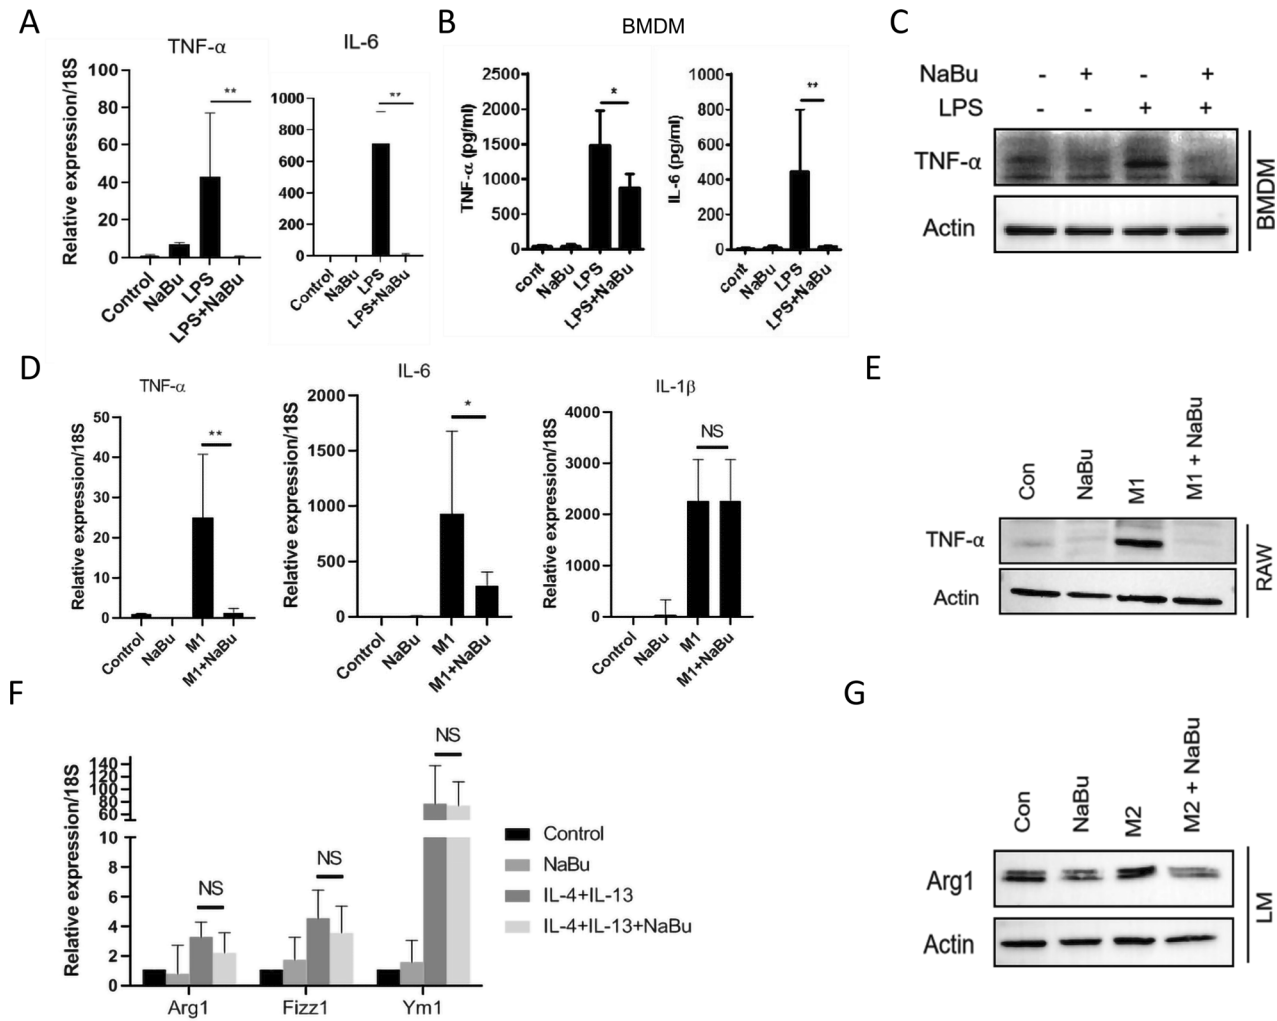 A
TNF-α
Relative expression/18S
100
80
60
40
20
0
**
Control
NaBu
LPS
LPS+NaBu
IL-6
1000
800
600
400
200
0
**
Control
NaBu
LPS
LPS+NaBu
B
BMDM
TNF-α (pg/ml)
2500
2000
1500
1000
500
0
*
cont
NaBu
LPS
LPS+NaBu
IL-6 (pg/ml)
1000
800
600
400
200
0
**
cont
NaBu
LPS
LPS+NaBu
C
NaBu - + - +
LPS - - + +
TNF-α
Actin
BMDM
D
TNF-α
Relative expression/18S
50
40
30
20
10
0
**
Control
NaBu
M1
M1+NaBu
IL-6
Relative expression/18S
2000
1500
1000
500
0
*
Control
NaBu
M1
M1+NaBu
IL-1β
Relative expression/18S
4000
3000
2000
1000
0
NS
Control
NaBu
M1
M1+NaBu
E
Con
NaBu
M1
M1 + NaBu
TNF-α
Actin
RAW
F
Relative expression/18S
140
120
100
80
60
10
8
6
4
2
0
NS
NS
NS
Arg1
Fizz1
Ym1
Control
NaBu
IL-4+IL-13
IL-4+IL-13+NaBu
G
Con
NaBu
M2
M2 + NaBu
Arg1
Actin
LM